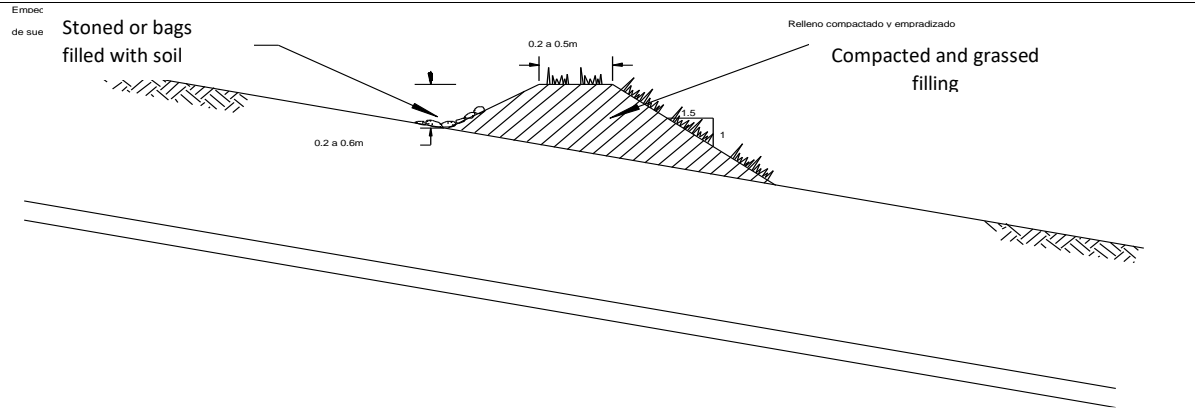 Stoned or bags
filled with soil
de sue
0.2 a 0.5m
Relleno compactado y empradizado
Compacted and grassed
filling
1.5
1
0.2 a 0.6m